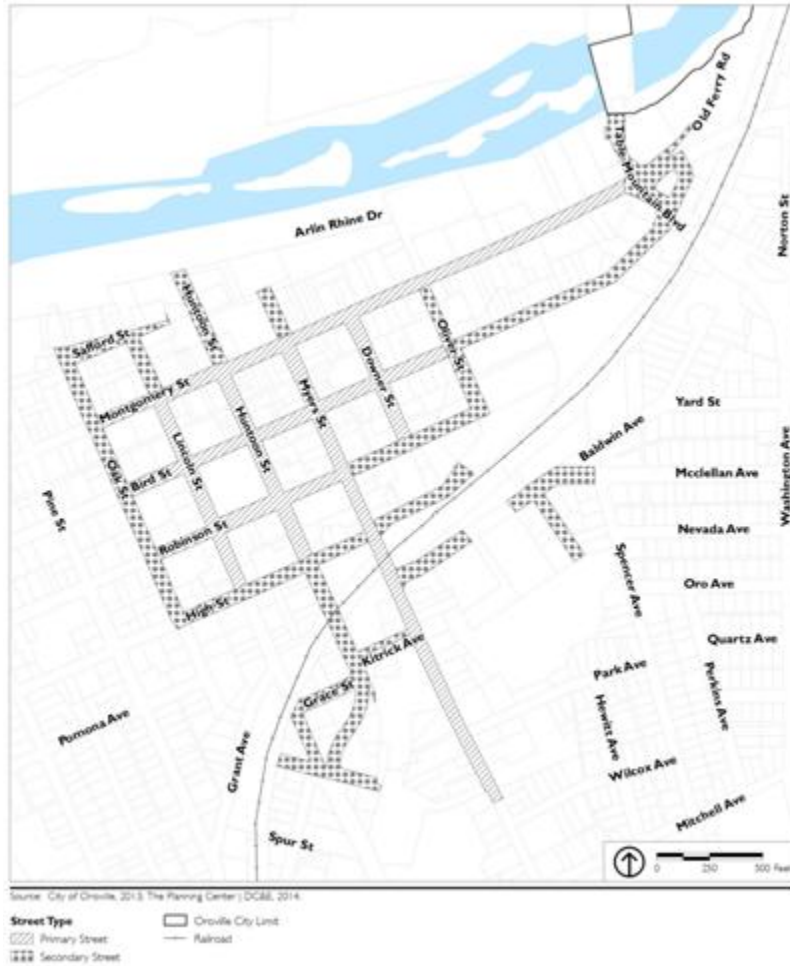 Old Ferry Rd
Table Mountain Blvd
Norton St
Arlin Rhine Dr
Huntoon St
Safford St
Oliver St
Downer St
Montgomery St
Myers St
Yard St
Huntoon St
Lincoln St
Baldwin Ave
Washington Ave
Oak St
Bird St
Mcclellan Ave
Pine St
Robinson St
Nevada Ave
Spencer Ave
Oro Ave
High St
Quartz Ave
Kitrick Ave
Park Ave
Perkins Ave
Grace St
Hewitt Ave
Pomona Ave
Grant Ave
Wilcox Ave
Mitchell Ave
Spur St
0 250 500 Feet
Source: City of Oroville, 2013; The Planning Center | DC&E, 2014.
Street Type
Primary Street
Secondary Street
Oroville City Limit
Railroad